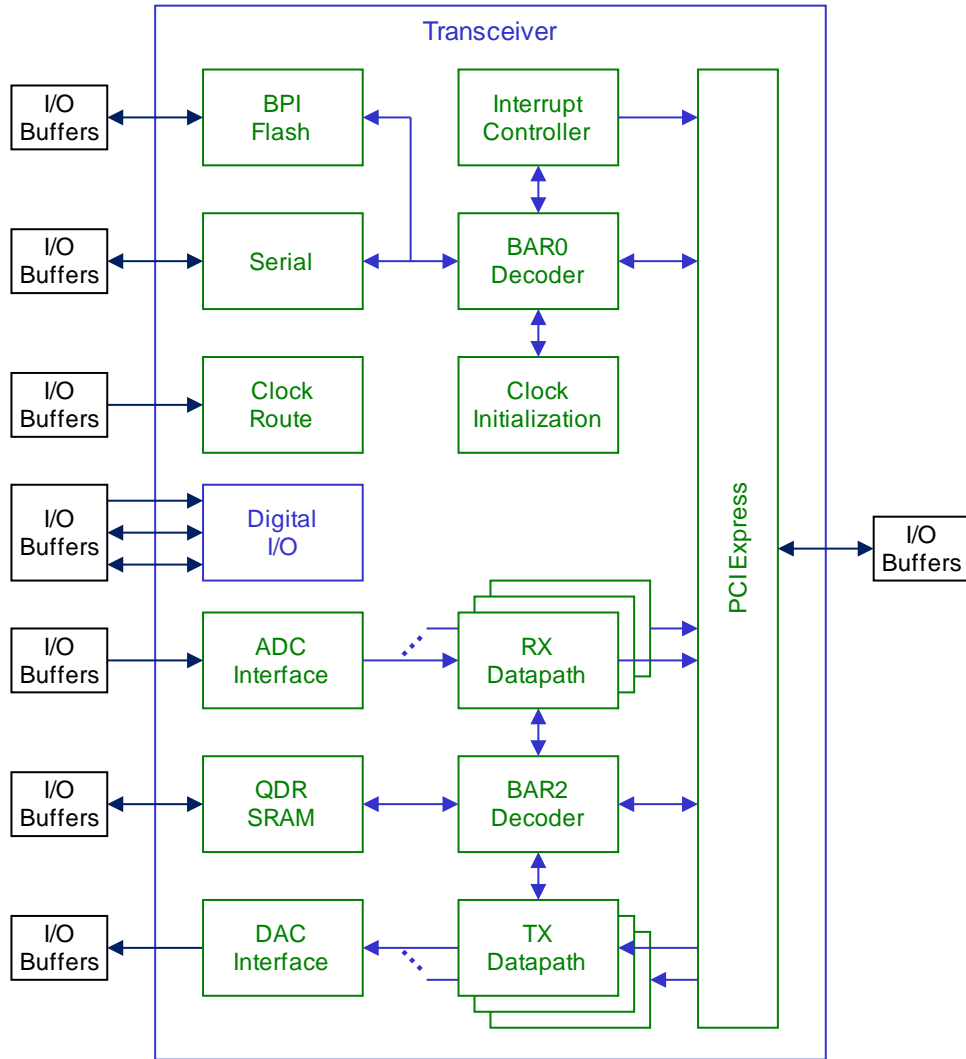 Transceiver
I/O
Buffers
BPI
Flash
Interrupt
Controller
I/O
Buffers
Serial
BAR0
Decoder
I/O
Buffers
Clock
Route
Clock
Initialization
I/O
Buffers
Digital
I/O
PCI Express
I/O
Buffers
I/O
Buffers
ADC
Interface
RX
Datapath
I/O
Buffers
QDR
SRAM
BAR2
Decoder
I/O
Buffers
DAC
Interface
TX
Datapath